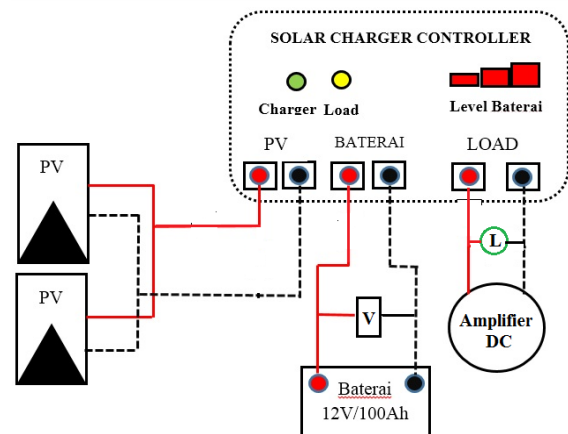 SOLAR CHARGER CONTROLLER
Charger Load
Level Baterai
PV
BATERAI
LOAD
PV
PV
L
V
Amplifier
DC
Baterai
12V/100Ah